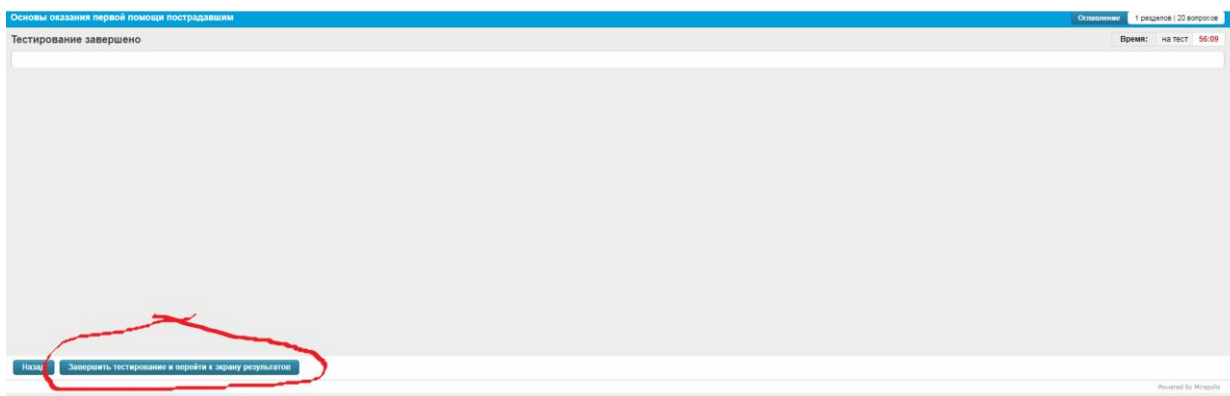 Основы оказания первой помощи пострадавшим
Оглавление 1 разделов | 20 вопросов
Тестирование завершено
Время: на тест 56:09
Назад Завершить тестирование и перейти к экрану результатов
Powered by Mirapolis